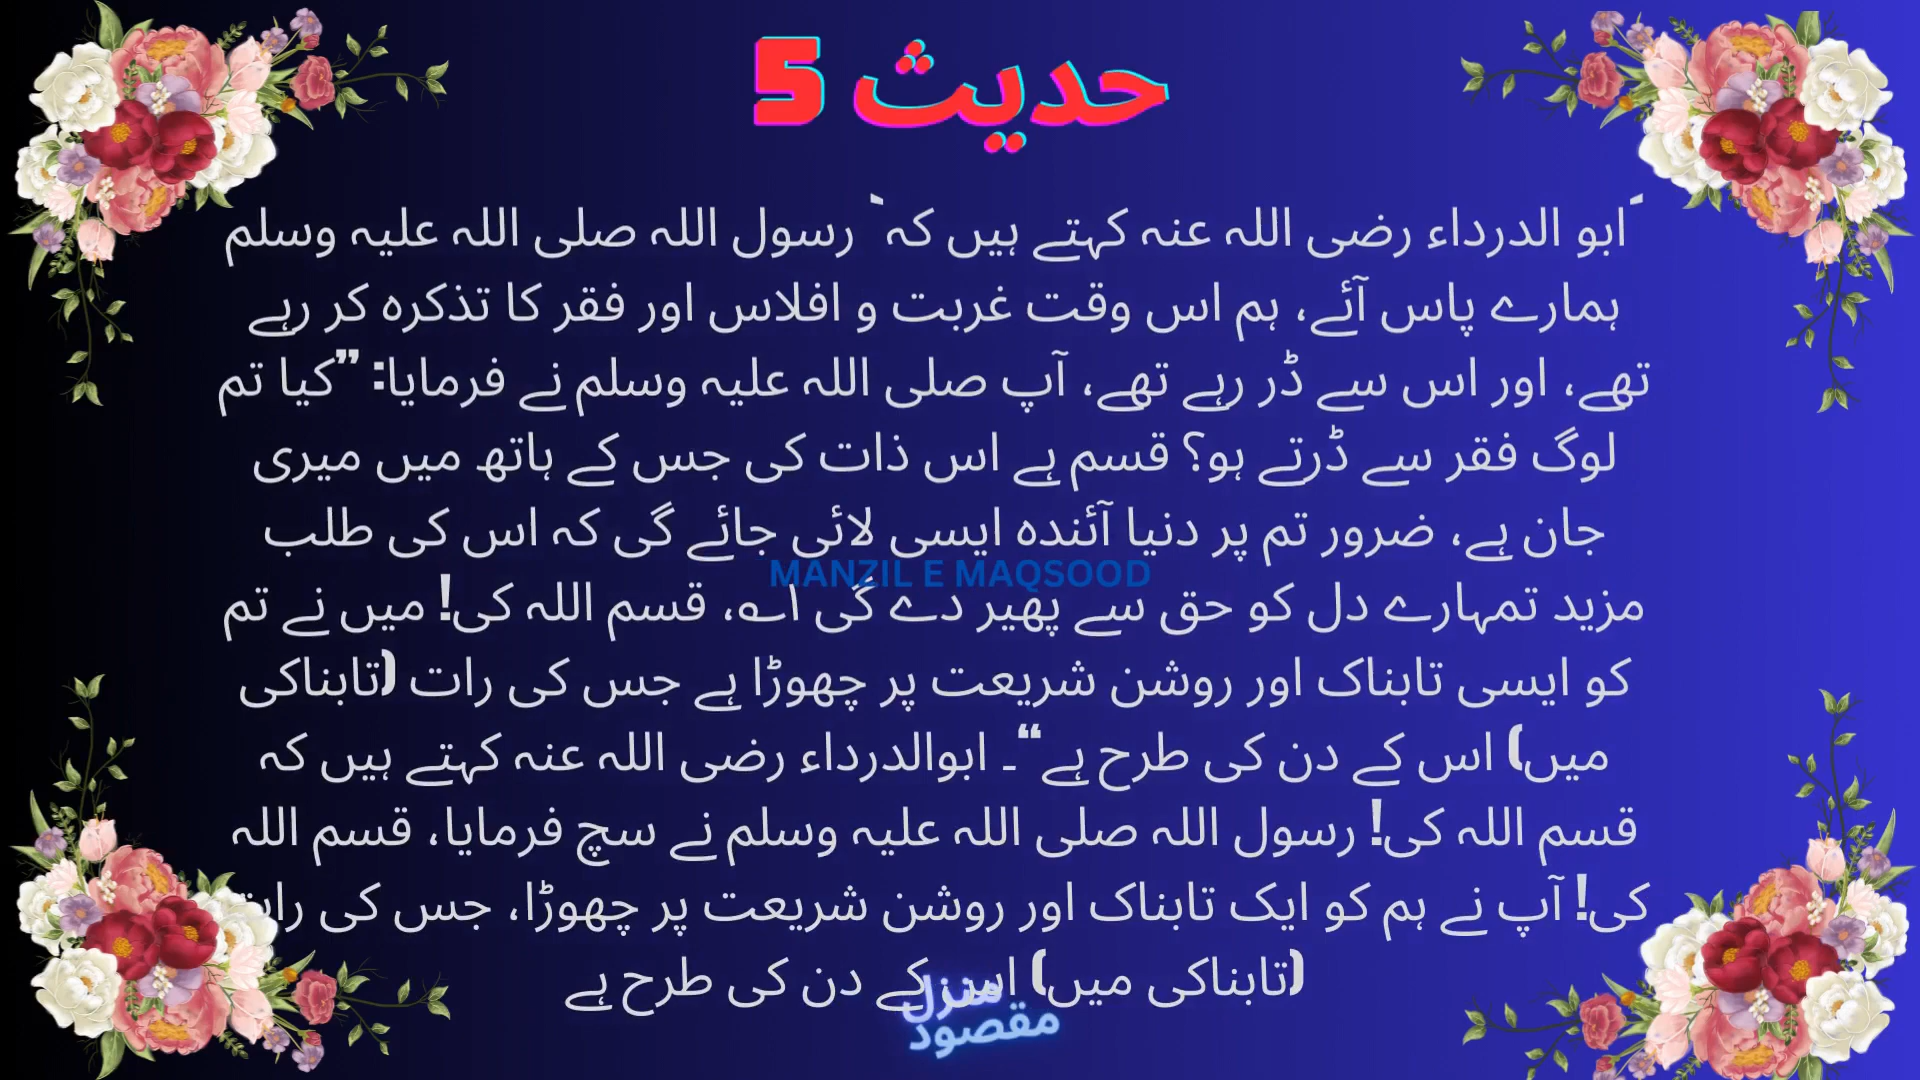 حدیث 5
َابو الدرداء رضی اللہ عنہ کہتے ہیں کہ` رسول اللہ صلی اللہ علیہ وسلم
ہمارے پاس آئے، ہم اس وقت غربت و افلاس اور فقر کا تذکرہ کر رہے
تھے، اور اس سے ڈر رہے تھے، آپ صلی اللہ علیہ وسلم نے فرمایا: ”کیا تم
لوگ فقر سے ڈرتے ہو؟ قسم ہے اس ذات کی جس کے ہاتھ میں میری
جان ہے، ضرور تم پر دنیا آئندہ ایسی لائی جائے گی کہ اس کی طلب
MANZIL E MAQSOOD
مزید تمہارے دل کو حق سے پھیر دے گی ۱؎، قسم اللہ کی! میں نے تم
کو ایسی تابناک اور روشن شریعت پر چھوڑا ہے جس کی رات (تابناکی
میں) اس کے دن کی طرح ہے“۔ ابوالدرداء رضی اللہ عنہ کہتے ہیں کہ
قسم اللہ کی! رسول اللہ صلی اللہ علیہ وسلم نے سچ فرمایا، قسم اللہ
کی! آپ نے ہم کو ایک تابناک اور روشن شریعت پر چھوڑا، جس کی رات
(تابناکی میں) اس کے دن کی طرح ہے
منزل
مقصود